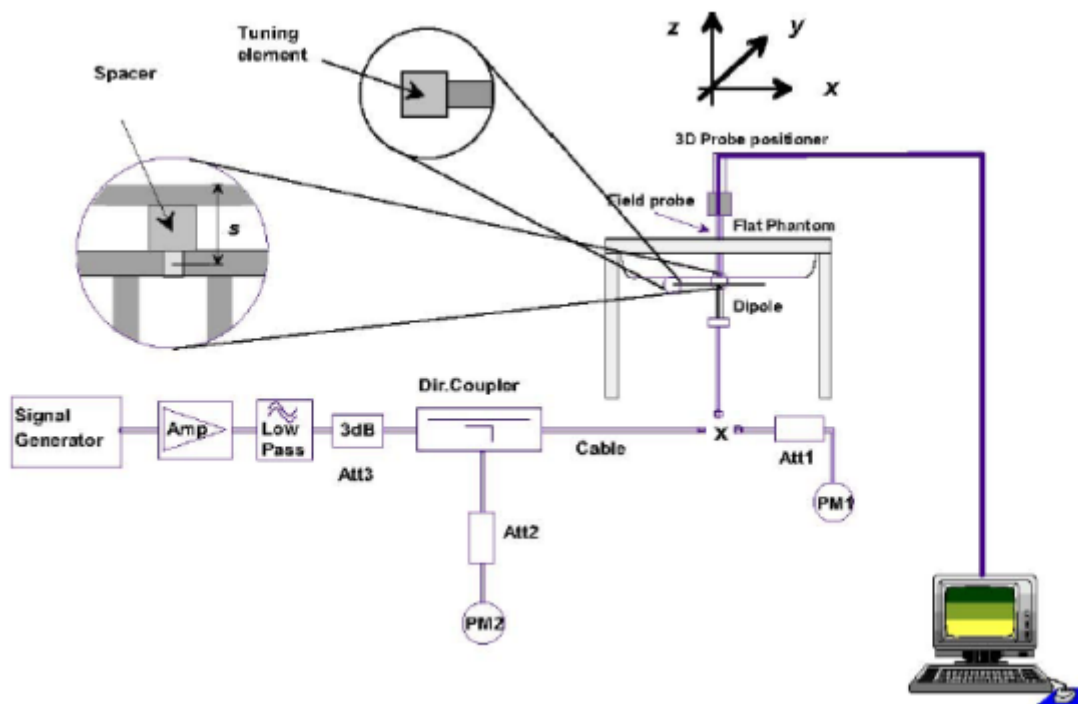 Tuning
element
Spacer
z
y
x
3D Probe positioner
Field probe
Flat Phantom
s
Dipole
Dir.Coupler
Signal
Generator
Amp
Low
Pass
3dB
Att3
Cable
x
Att1
PM1
Att2
PM2